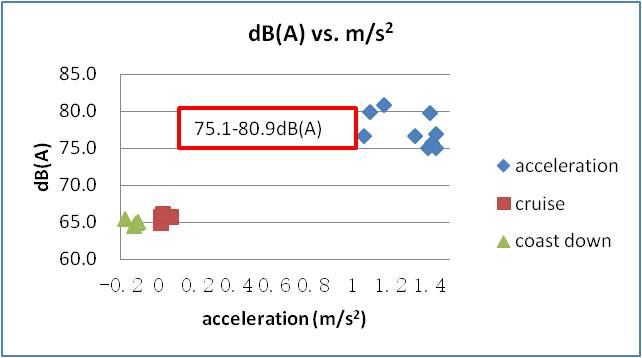 dB(A) vs. m/s²
85.0
80.0
75.0
70.0
65.0
60.0
dB(A)
75.1-80.9dB(A)
-0.2 0 0.2 0.4 0.6 0.8 1 1.2 1.4
acceleration (m/s²)
acceleration
cruise
coast down